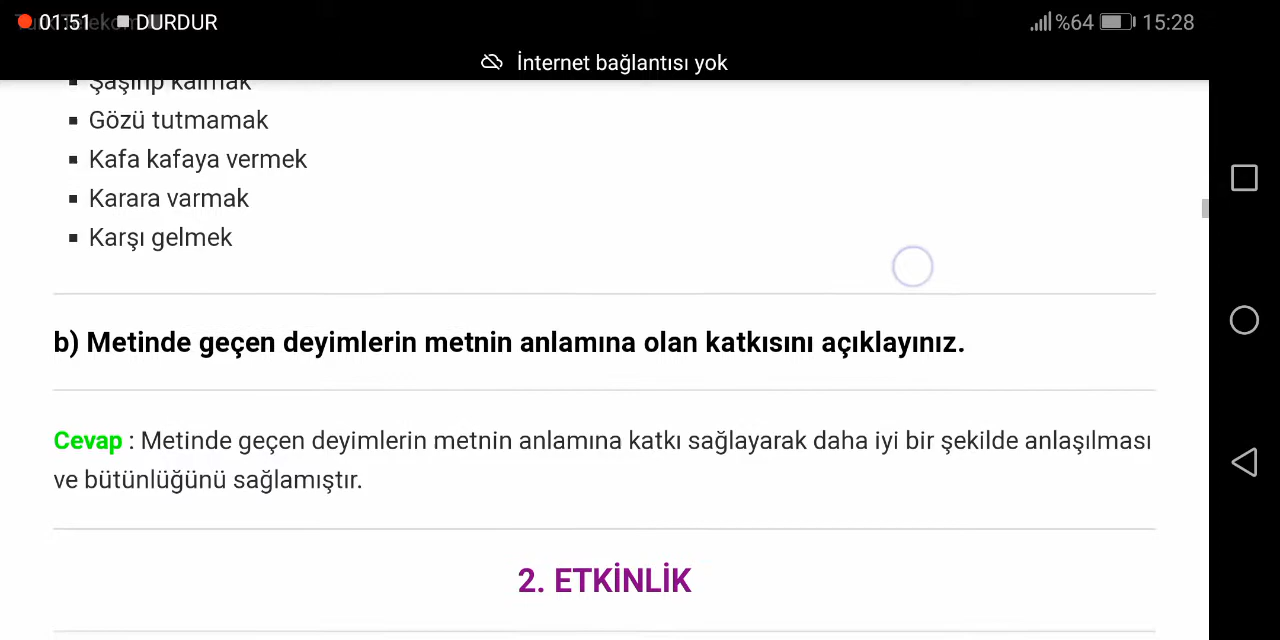 01:51 DURDUR %64 15:28
İnternet bağlantısı yok
Şaşırıp kalmak
Gözü tutmamak
Kafa kafaya vermek
Karara varmak
Karşı gelmek
b) Metinde geçen deyimlerin metnin anlamına olan katkısını açıklayınız.
Cevap : Metinde geçen deyimlerin metnin anlamına katkı sağlayarak daha iyi bir şekilde anlaşılması
ve bütünlüğünü sağlamıştır.
2. ETKİNLİK